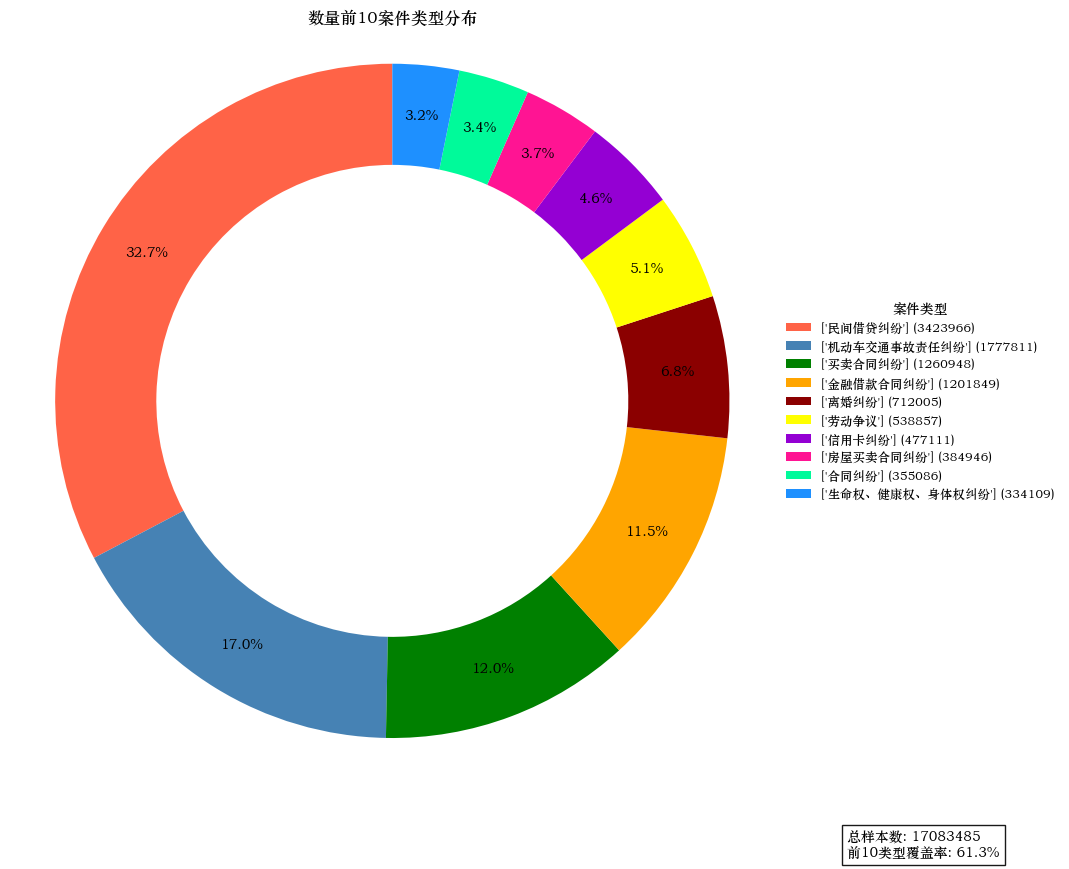 数量前10案件类型分布
3.2%
3.4%
3.7%
4.6%
5.1%
6.8%
11.5%
12.0%
17.0%
32.7%
案件类型
['民间借贷纠纷'] (3423966)
['机动车交通事故责任纠纷'] (1777811)
['买卖合同纠纷'] (1260948)
['金融借款合同纠纷'] (1201849)
['离婚纠纷'] (712005)
['劳动争议'] (538857)
['信用卡纠纷'] (477111)
['房屋买卖合同纠纷'] (384946)
['合同纠纷'] (355086)
['生命权、健康权、身体权纠纷'] (334109)
总样本数: 17083485
前10类型覆盖率: 61.3%